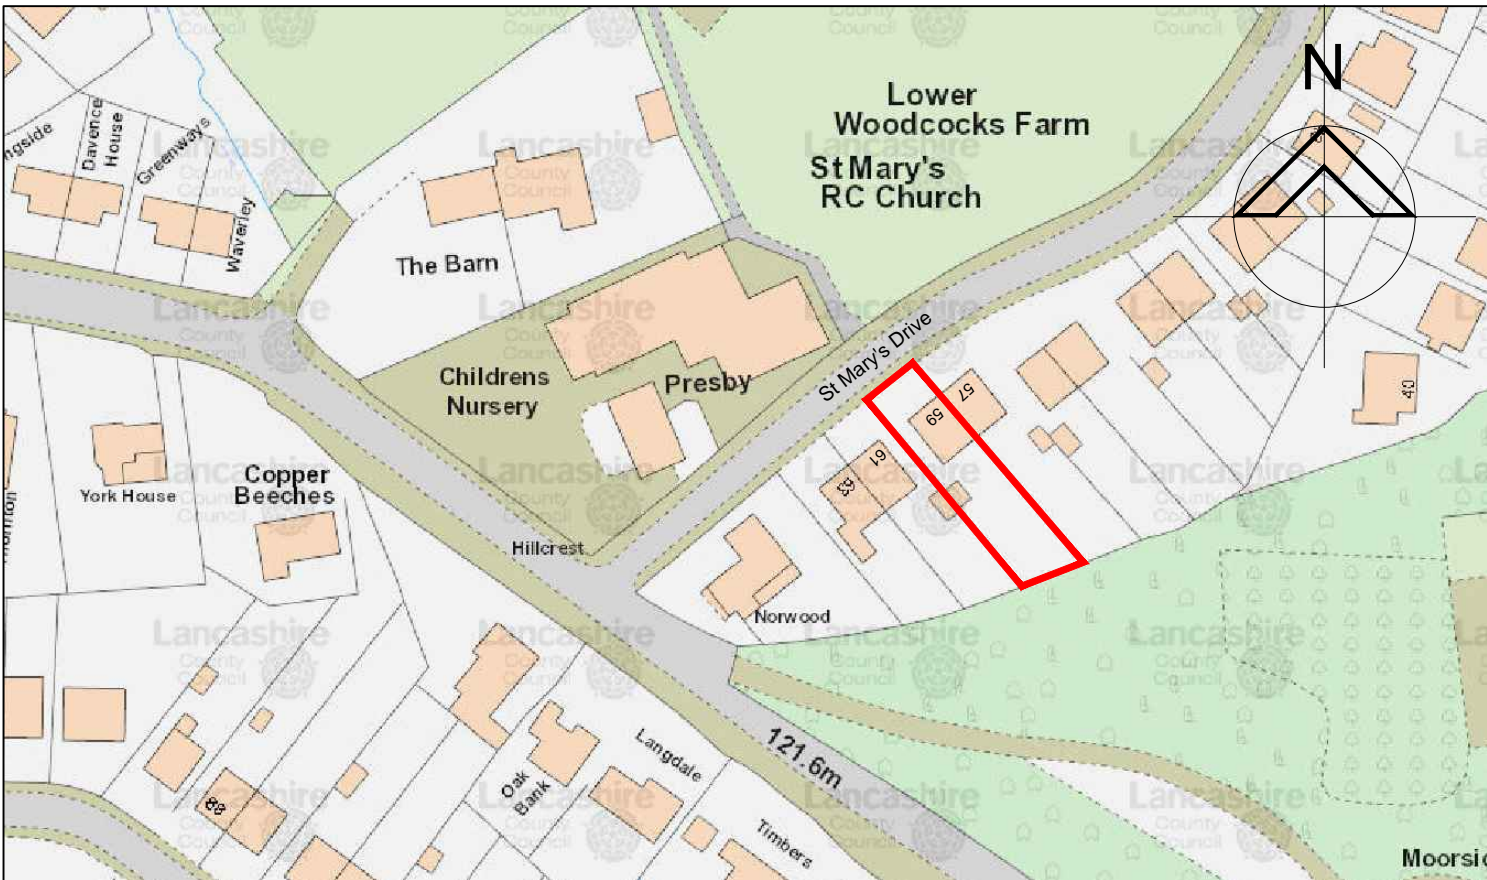 N
Lower
Woodcocks Farm
St Mary's
RC Church
Davence
House
Greenways
Waverley
The Barn
Childrens
Nursery
Presby
St Mary's Drive
57
59
61
63
40
York House
Copper
Beeches
Hillcrest
Norwood
121.6m
Langdale
Oak
Bank
Timbers
88
Lancashire
County
Council